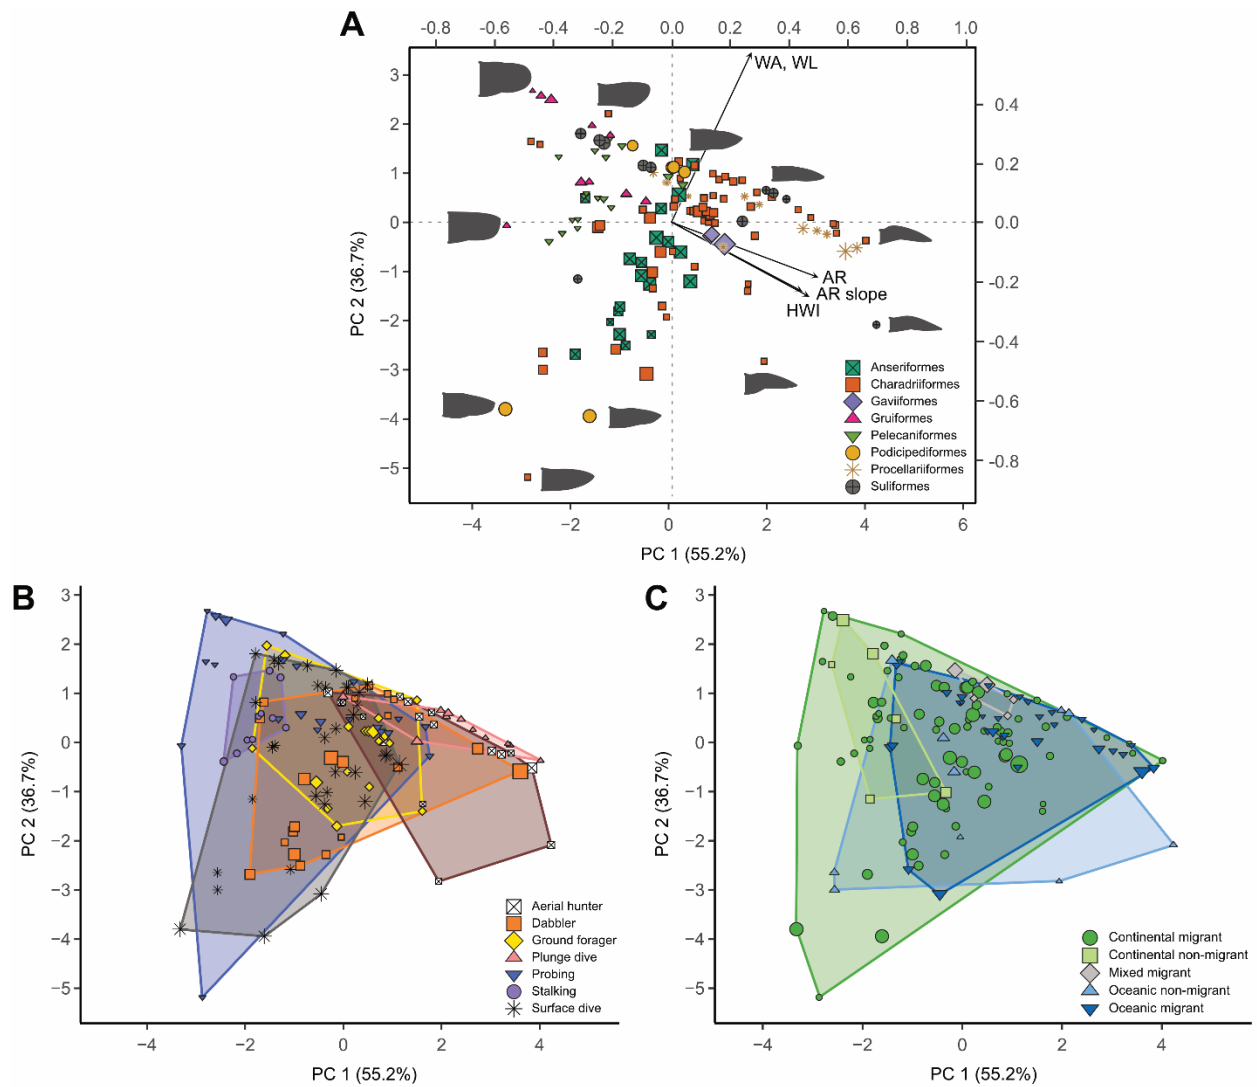 A
-0.8 -0.6 -0.4 -0.2 0.0 0.2 0.4 0.6 0.8 1.0
3
2
1
0
−1
−2
−3
−4
−5
PC 2 (36.7%)
WA, WL
AR
AR slope
HWI
0.4
0.2
0.0
-0.2
-0.4
-0.6
-0.8
Anseriformes
Charadriiformes
Gaviiformes
Gruiformes
Pelecaniformes
Podicipediformes
Procellariiformes
Suliformes
−4 −2 0 2 4 6
PC 1 (55.2%)
B
3
2
1
0
−1
−2
−3
−4
−5
PC 2 (36.7%)
Aerial hunter
Dabbler
Ground forager
Plunge dive
Probing
Stalking
Surface dive
−4 −2 0 2 4
PC 1 (55.2%)
C
3
2
1
0
−1
−2
−3
−4
−5
PC 2 (36.7%)
Continental migrant
Continental non-migrant
Mixed migrant
Oceanic non-migrant
Oceanic migrant
−4 −2 0 2 4
PC 1 (55.2%)